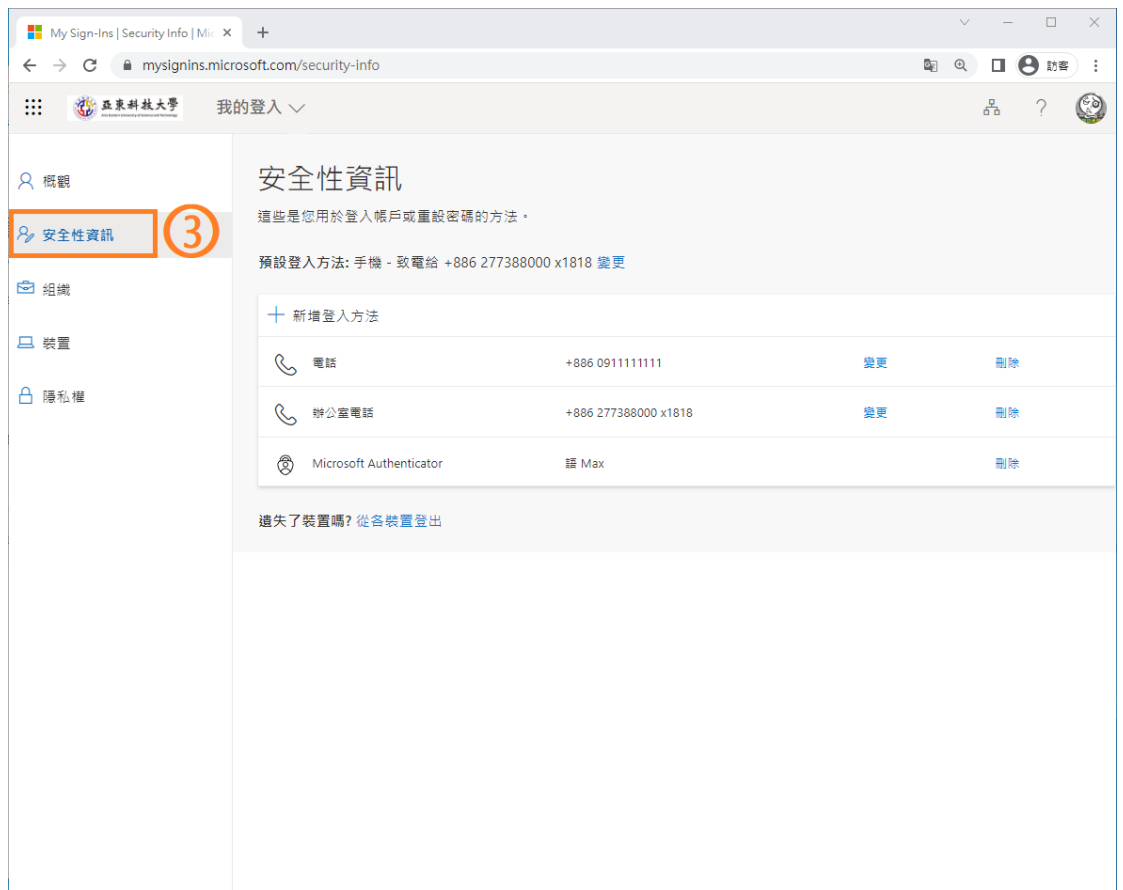 My Sign-Ins | Security Info | Mic
mysignins.microsoft.com/security-info
訪客
亞東科技大學
我的登入
?
概觀
安全性資訊
3
組織
裝置
隱私權
安全性資訊
這些是您用於登入帳戶或重設密碼的方法。
預設登入方法: 手機 - 致電給 +886 277388000 x1818 變更
新增登入方法
電話 +886 0911111111 變更 刪除
辦公室電話 +886 277388000 x1818 變更 刪除
Microsoft Authenticator 語 Max 刪除
遺失了裝置嗎? 從各裝置登出